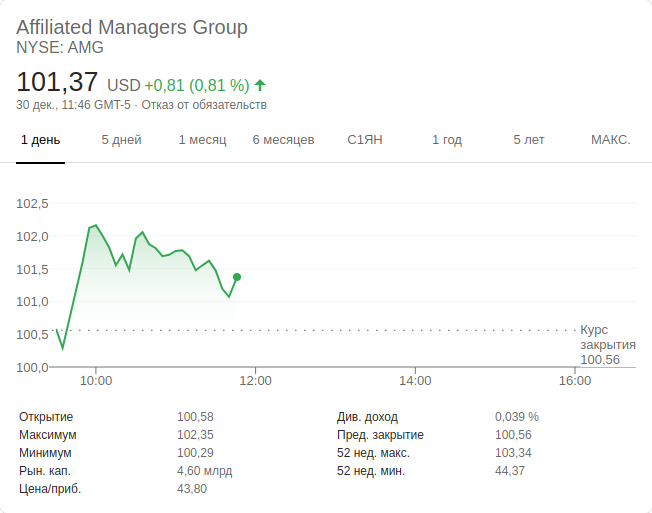 Affiliated Managers Group
NYSE: AMG
101,37 USD +0,81 (0,81 %)
30 дек., 11:46 GMT-5 · Отказ от обязательств
1 день 5 дней 1 месяц 6 месяцев С1ЯН 1 год 5 лет МАКС.
102,5
102,0
101,5
101,0
100,5
100,0
Курс
закрытия
100,56
10:00 12:00 14:00 16:00
Открытие 100,58 Див. доход 0,039 %
Максимум 102,35 Пред. закрытие 100,56
Минимум 100,29 52 нед. макс. 103,34
Рын. кап. 4,60 млрд 52 нед. мин. 44,37
Цена/приб. 43,80